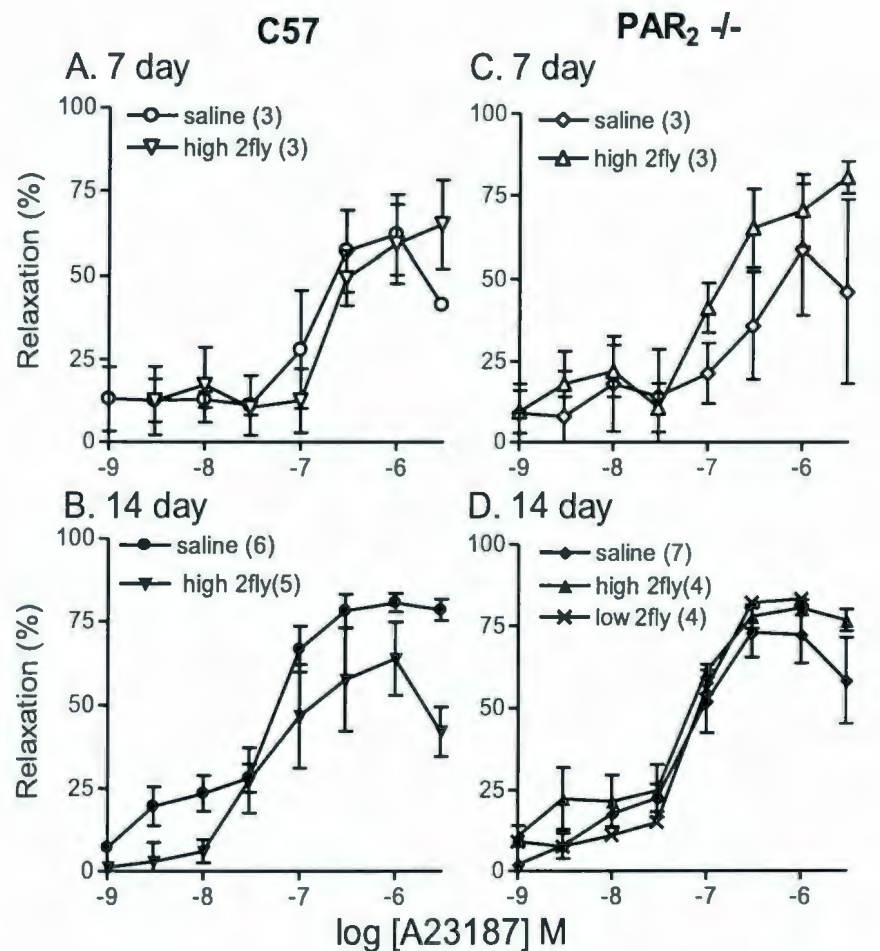 C57
PAR₂ -/-
A. 7 day
C. 7 day
100
75
50
25
0
Relaxation (%)
saline (3)
high 2fly (3)
-9
-8
-7
-6
100
75
50
25
0
saline (3)
high 2fly (3)
-9
-8
-7
-6
B. 14 day
D. 14 day
100
75
50
25
0
Relaxation (%)
saline (6)
high 2fly(5)
-9
-8
-7
-6
100
75
50
25
0
saline (7)
high 2fly(4)
low 2fly (4)
-9
-8
-7
-6
log [A23187] M